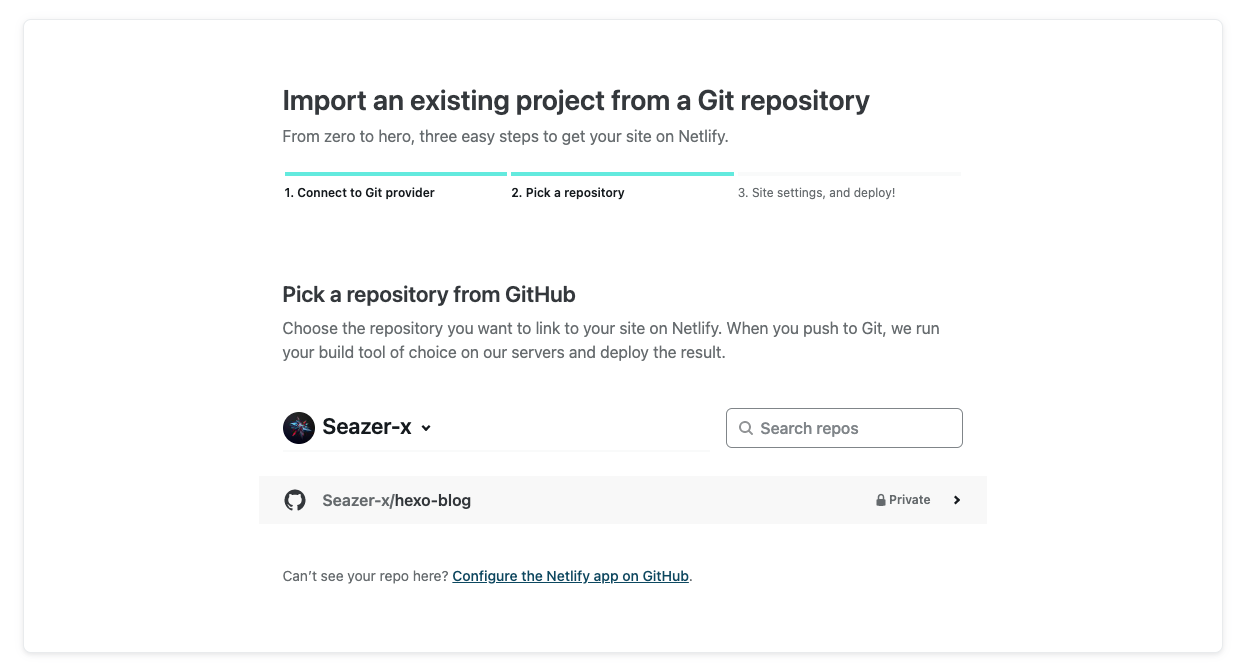 Import an existing project from a Git repository
From zero to hero, three easy steps to get your site on Netlify.
1. Connect to Git provider
2. Pick a repository
3. Site settings, and deploy!
Pick a repository from GitHub
Choose the repository you want to link to your site on Netlify. When you push to Git, we run
your build tool of choice on our servers and deploy the result.
Seazer-x
Search repos
Seazer-x/hexo-blog
Private
Can’t see your repo here? Configure the Netlify app on GitHub.